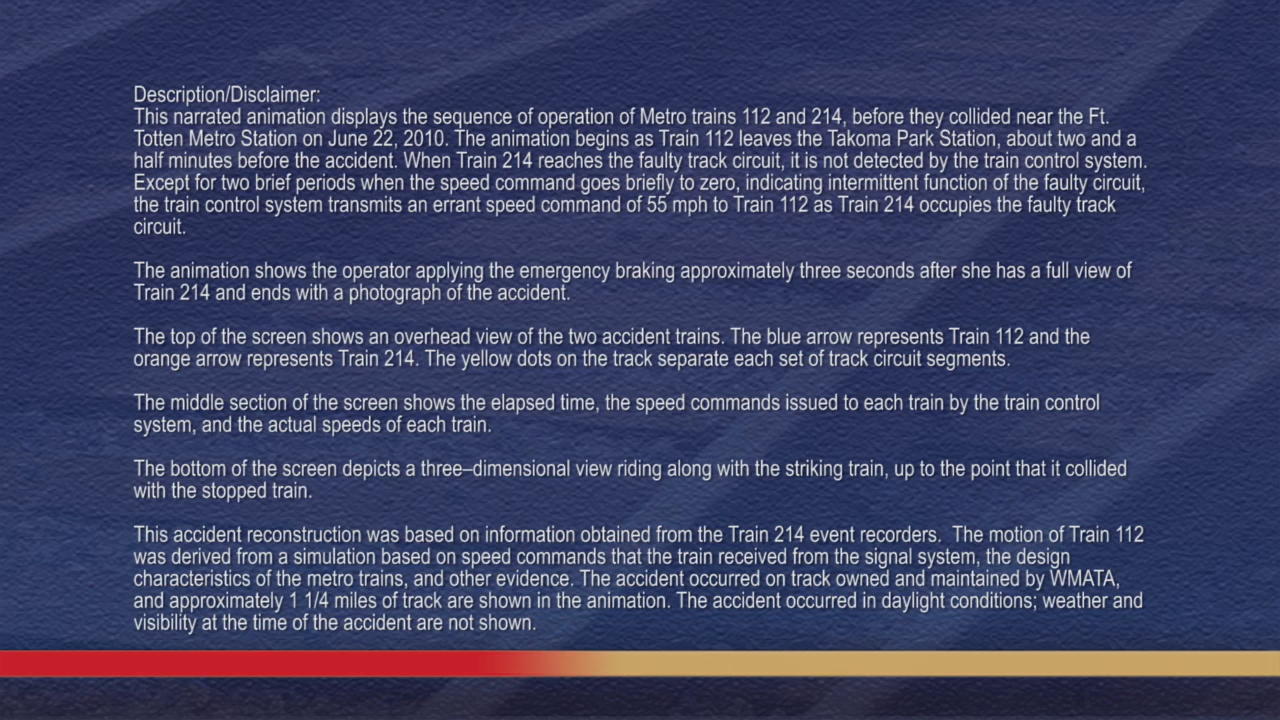 Description/Disclaimer:
This narrated animation displays the sequence of operation of Metro trains 112 and 214, before they collided near the Ft.
Totten Metro Station on June 22, 2010. The animation begins as Train 112 leaves the Takoma Park Station, about two and a
half minutes before the accident. When Train 214 reaches the faulty track circuit, it is not detected by the train control system.
Except for two brief periods when the speed command goes briefly to zero, indicating intermittent function of the faulty circuit,
the train control system transmits an errant speed command of 55 mph to Train 112 as Train 214 occupies the faulty track
circuit.
The animation shows the operator applying the emergency braking approximately three seconds after she has a full view of
Train 214 and ends with a photograph of the accident.
The top of the screen shows an overhead view of the two accident trains. The blue arrow represents Train 112 and the
orange arrow represents Train 214. The yellow dots on the track separate each set of track circuit segments.
The middle section of the screen shows the elapsed time, the speed commands issued to each train by the train control
system, and the actual speeds of each train.
The bottom of the screen depicts a three–dimensional view riding along with the striking train, up to the point that it collided
with the stopped train.
This accident reconstruction was based on information obtained from the Train 214 event recorders.  The motion of Train 112
was derived from a simulation based on speed commands that the train received from the signal system, the design
characteristics of the metro trains, and other evidence. The accident occurred on track owned and maintained by WMATA,
and approximately 1 1/4 miles of track are shown in the animation. The accident occurred in daylight conditions; weather and
visibility at the time of the accident are not shown.